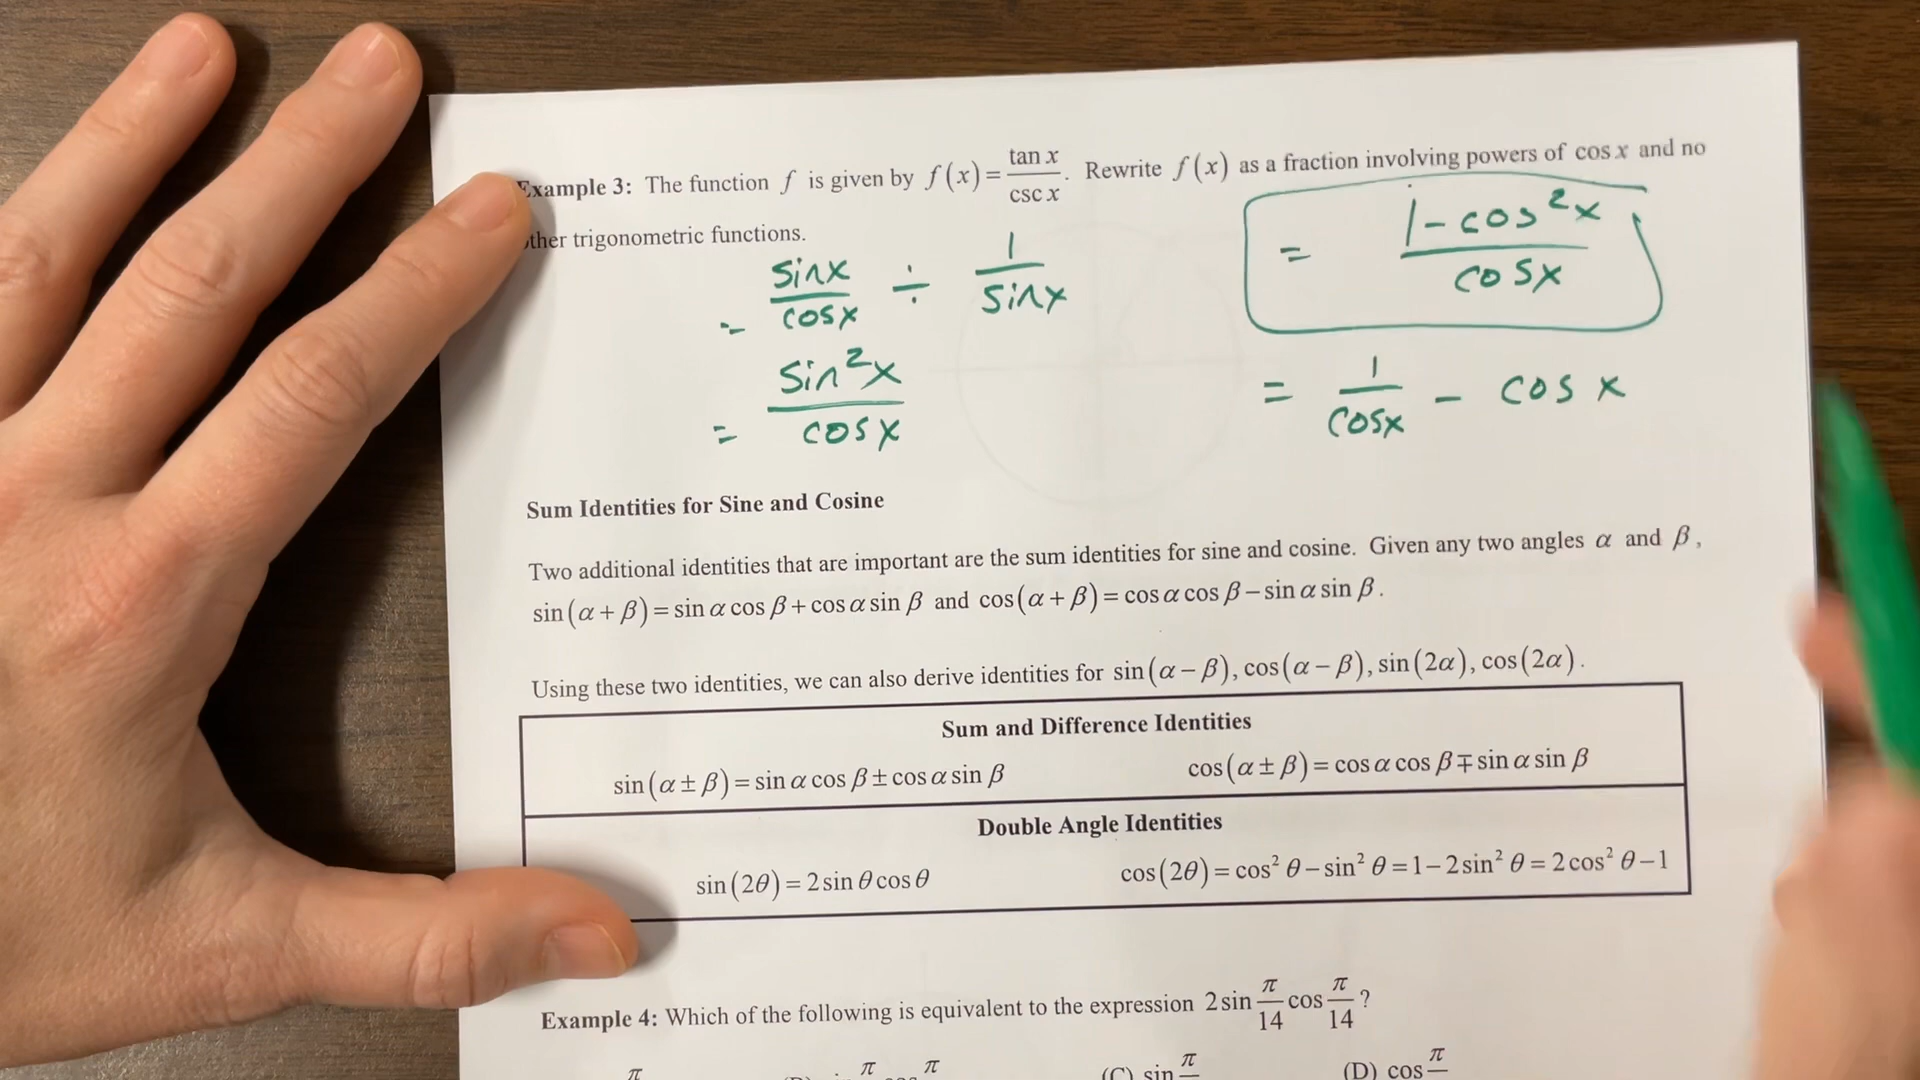 Example 3: The function f is given by f(x) = tan x / csc x. Rewrite f(x) as a fraction involving powers of cos x and no
other trigonometric functions.
= sinx / cosx ÷ 1 / sinx
= sin²x / cosx
= 1 - cos²x / cosx
= 1 / cosx - cos x
Sum Identities for Sine and Cosine
Two additional identities that are important are the sum identities for sine and cosine. Given any two angles α and β,
sin(α + β) = sin α cos β + cos α sin β and cos(α + β) = cos α cos β − sin α sin β.
Using these two identities, we can also derive identities for sin(α − β), cos(α − β), sin(2α), cos(2α).
Sum and Difference Identities
sin(α ± β) = sin α cos β ± cos α sin β cos(α ± β) = cos α cos β ∓ sin α sin β
Double Angle Identities
sin(2θ) = 2 sin θ cos θ cos(2θ) = cos² θ − sin² θ = 1 − 2 sin² θ = 2 cos² θ − 1
Example 4: Which of the following is equivalent to the expression 2 sin π/14 cos π/14 ?
π π π (C) sin π (D) cos π